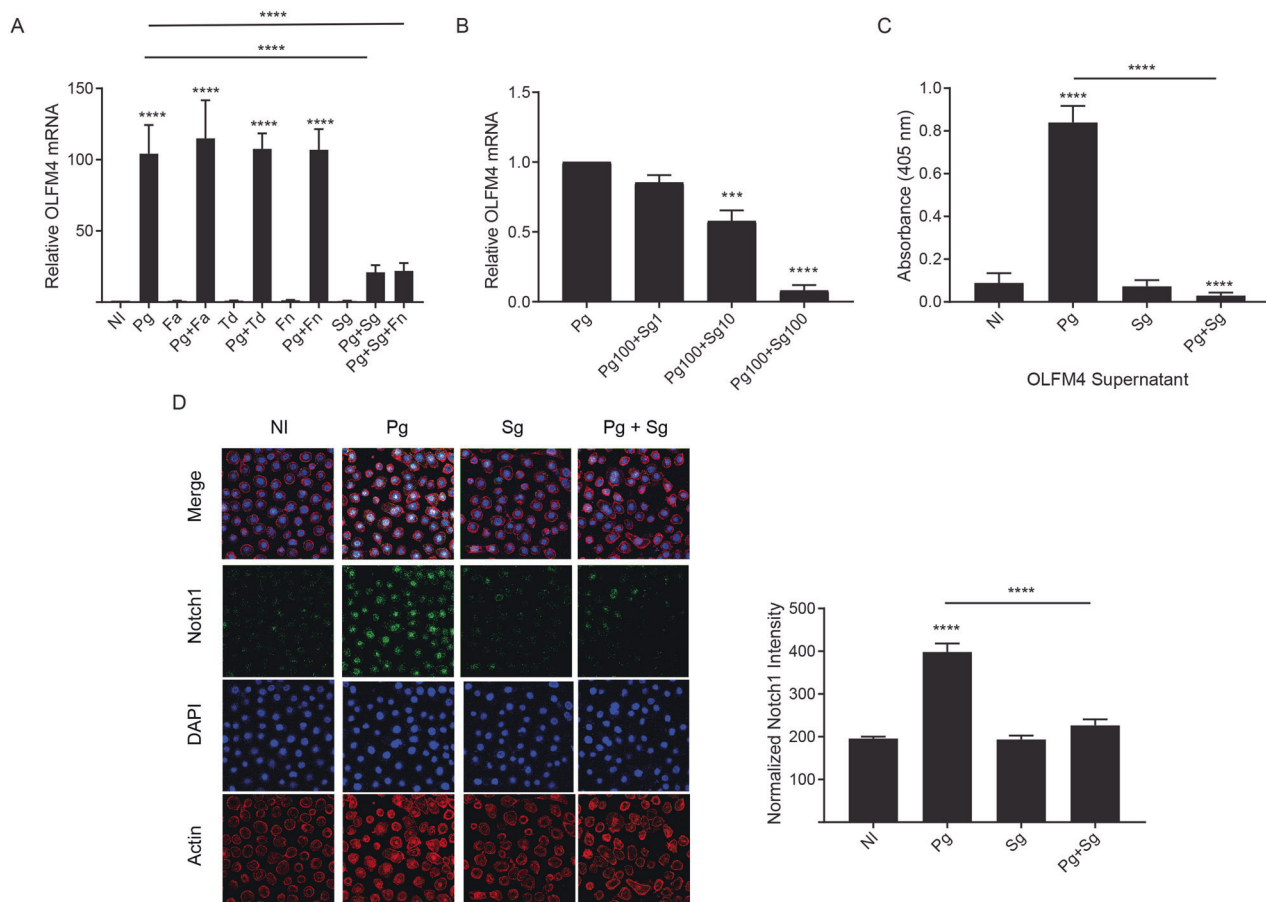 A
****
****
Relative OLFM4 mRNA
150
100
50
0
****
****
****
****
NI
Pg
Fa
Pg+Fa
Td
Pg+Td
Fn
Pg+Fn
Sg
Pg+Sg
Pg+Sg+Fn
B
Relative OLFM4 mRNA
1.5
1.0
0.5
0.0
***
****
Pg
Pg100+Sg1
Pg100+Sg10
Pg100+Sg100
C
****
Absorbance (405 nm)
1.0
0.8
0.6
0.4
0.2
0.0
****
****
NI
Pg
Sg
Pg+Sg
OLFM4 Supernatant
D
NI Pg Sg Pg + Sg
Merge
Notch1
DAPI
Actin
Normalized Notch1 Intensity
500
400
300
200
100
****
****
NI
Pg
Sg
Pg+Sg